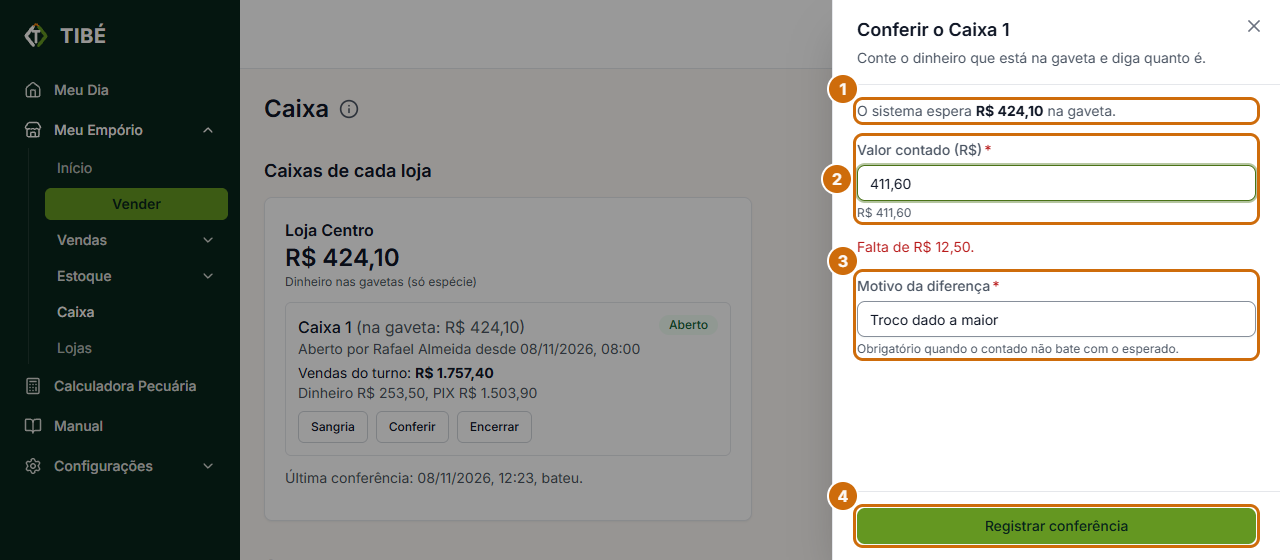 TIBÉ
Meu Dia
Meu Empório
Início
Vender
Vendas
Estoque
Caixa
Lojas
Calculadora Pecuária
Manual
Configurações
Caixa
Caixas de cada loja
Loja Centro
R$ 424,10
Dinheiro nas gavetas (só espécie)
Caixa 1 (na gaveta: R$ 424,10)
Aberto
Aberto por Rafael Almeida desde 08/11/2026, 08:00
Vendas do turno: R$ 1.757,40
Dinheiro R$ 253,50, PIX R$ 1.503,90
Sangria
Conferir
Encerrar
Última conferência: 08/11/2026, 12:23, bateu.
Conferir o Caixa 1
Conte o dinheiro que está na gaveta e diga quanto é.
1
O sistema espera R$ 424,10 na gaveta.
Valor contado (R$) *
2
411,60
R$ 411,60
Falta de R$ 12,50.
3
Motivo da diferença *
Troco dado a maior
Obrigatório quando o contado não bate com o esperado.
4
Registrar conferência